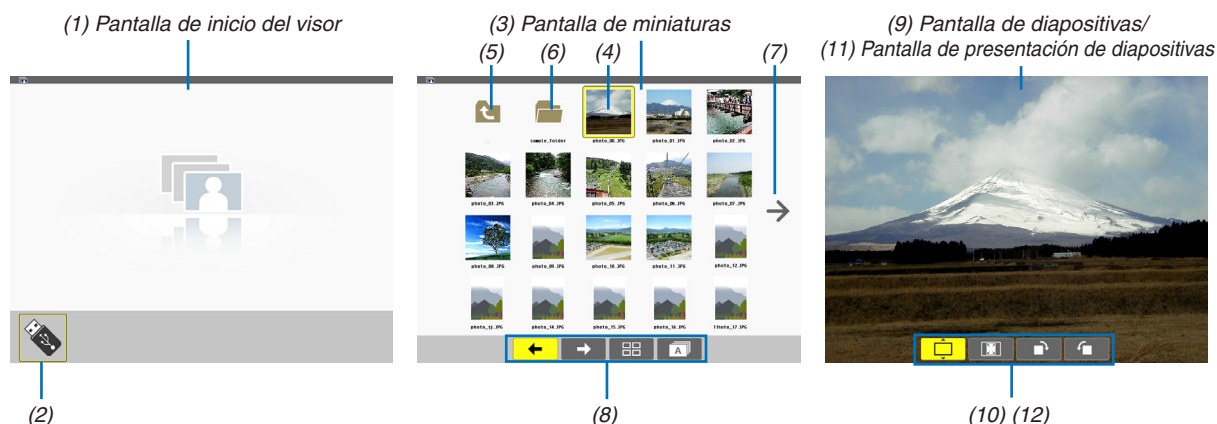 (1) Pantalla de inicio del visor
(3) Pantalla de miniaturas
(9) Pantalla de diapositivas/
(11) Pantalla de presentación de diapositivas
(5) (6) (4) (7)
sample_folder photo_00.JPG photo_01.JPG photo_02.JPG
photo_03.JPG photo_04.JPG photo_05.JPG photo_06.JPG photo_07.JPG
photo_08.JPG photo_09.JPG photo_10.JPG photo_11.JPG photo_12.JPG
photo_13.JPG photo_14.JPG photo_15.JPG photo_16.JPG
A
(2)
(8)
(10) (12)